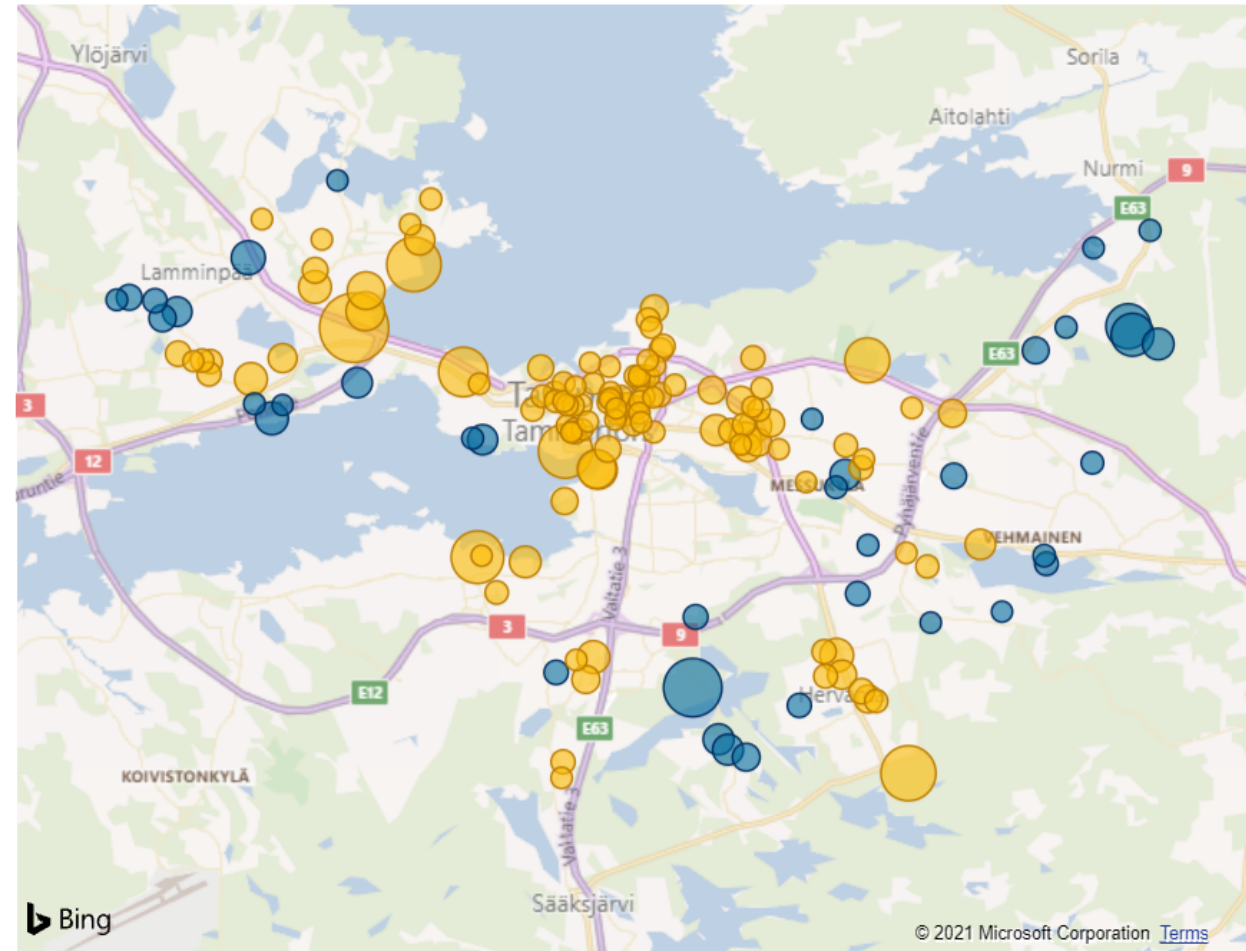 Ylöjärvi
Sorila
Aitolahti
Nurmi
9
E63
Lamminpää
E63
3
12
MESSUKYLÄ
Pyhäjärventie
VEHMAINEN
Valtatie 3
3
9
E12
E63
KOIVISTONKYLÄ
Valtatie 3
Sääksjärvi
Bing
© 2021 Microsoft Corporation Terms